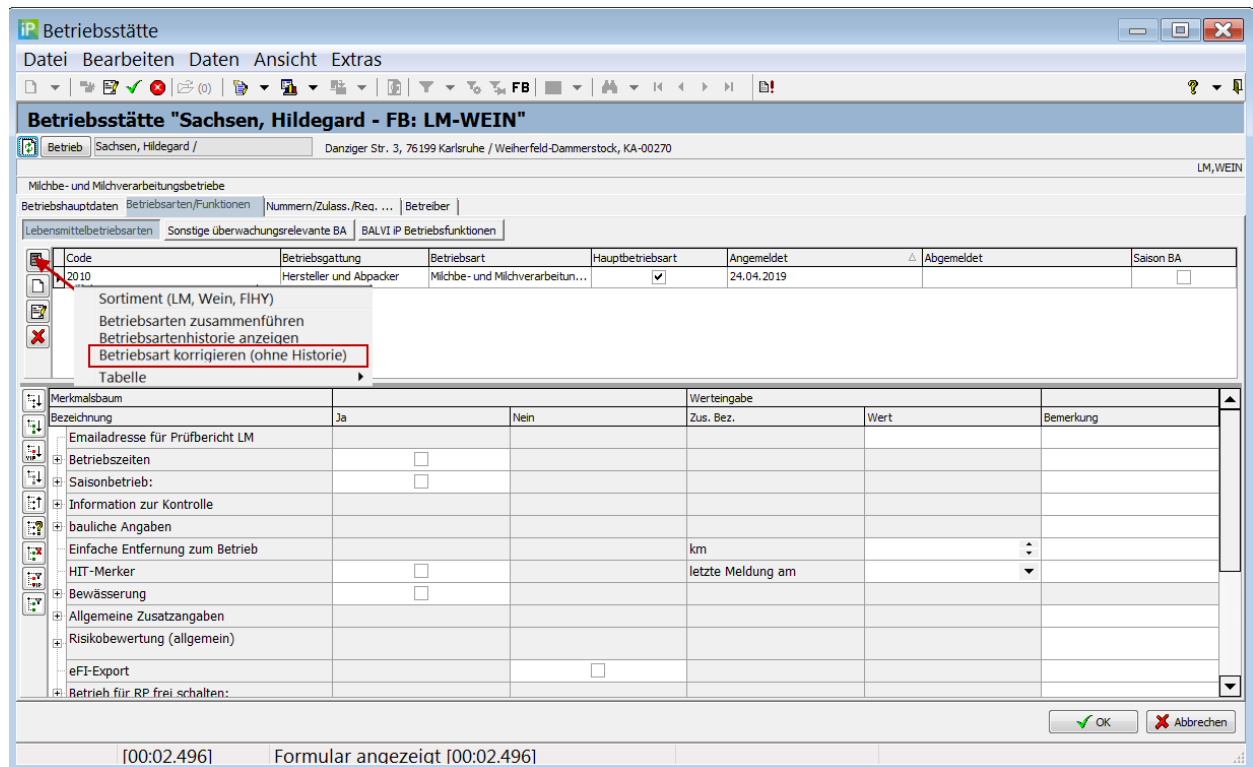 iP Betriebsstätte
Datei Bearbeiten Daten Ansicht Extras
(0) FB ?
Betriebsstätte "Sachsen, Hildegard - FB: LM-WEIN"
Betrieb Sachsen, Hildegard / Danziger Str. 3, 76199 Karlsruhe / Weiherfeld-Dammerstock, KA-00270
LM,WEIN
Milchbe- und Milchverarbeitungsbetriebe
Betriebshauptdaten Betriebsarten/Funktionen Nummern/Zulass./Reg. ... Betreiber
Lebensmittelbetriebsarten Sonstige überwachungsrelevante BA BALVI iP Betriebsfunktionen
Code Betriebsgattung Betriebsart Hauptbetriebsart Angemeldet Abgemeldet Saison BA
2010 Hersteller und Abpacker Milchbe- und Milchverarbeitun... 24.04.2019
Sortiment (LM, Wein, FlHY)
Betriebsarten zusammenführen
Betriebsartenhistorie anzeigen
Betriebsart korrigieren (ohne Historie)
Tabelle
Merkmalsbaum Werteingabe
Bezeichnung Ja Nein Zus. Bez. Wert Bemerkung
Emailadresse für Prüfbericht LM
Betriebszeiten
Saisonbetrieb:
Information zur Kontrolle
bauliche Angaben
Einfache Entfernung zum Betrieb km
HIT-Merker letzte Meldung am
Bewässerung
Allgemeine Zusatzangaben
Risikobewertung (allgemein)
eFI-Export
Betrieb für RP frei schalten:
OK Abbrechen
[00:02.496] Formular angezeigt [00:02.496]